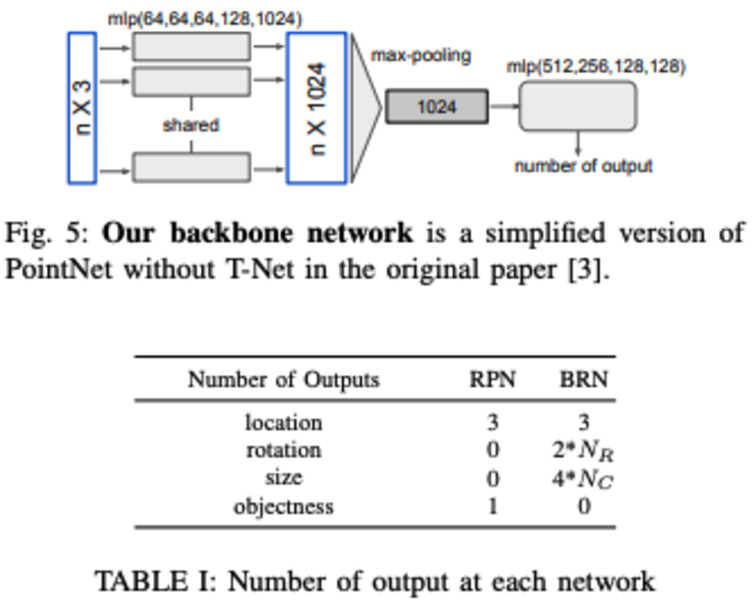 mlp(64,64,64,128,1024)
n X 3
shared
n X 1024
max-pooling
1024
mlp(512,256,128,128)
number of output
Fig. 5: Our backbone network is a simplified version of
PointNet without T-Net in the original paper [3].
Number of Outputs RPN BRN
location 3 3
rotation 0 2*N_R
size 0 4*N_C
objectness 1 0
TABLE I: Number of output at each network